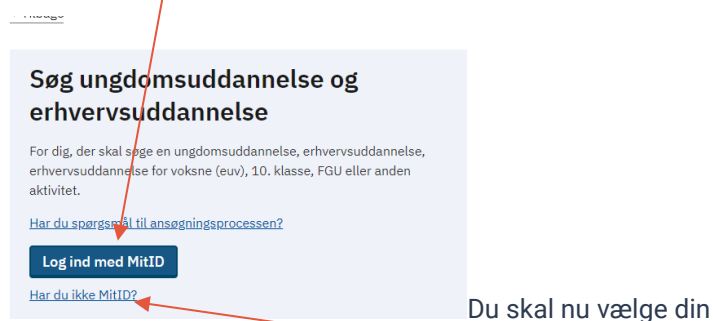 Tilbage
Søg ungdomsuddannelse og
erhvervsuddannelse
For dig, der skal søge en ungdomsuddannelse, erhvervsuddannelse,
erhvervsuddannelse for voksne (euv), 10. klasse, FGU eller anden
aktivitet.
Har du spørgsmål til ansøgningsprocessen?
Log ind med MitID
Har du ikke MitID?
Du skal nu vælge din